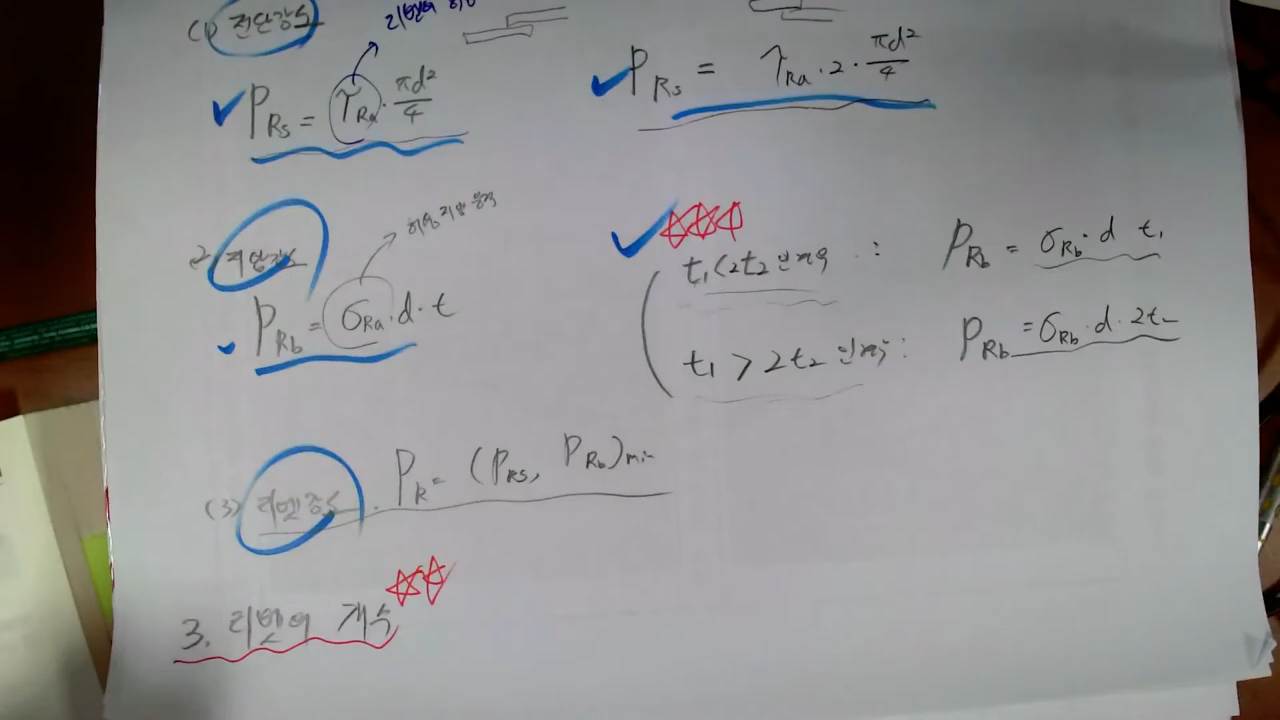 (1) 전단강도
리벳의 허용
P_Rs = τ_Ra · πd²/4
P_Rs = τ_Ra · 2 · πd²/4
2) 지압강도
허용지압응력
P_Rb = σ_Ra · d · t
t₁<2t₂인 경우 : P_Rb = σ_Rb · d t₁
t₁ > 2t₂ 인 경우 : P_Rb = σ_Rb · d · 2t₂
(3) 리벳강도. P_R = (P_RS, P_Rb)min
3. 리벳의 개수